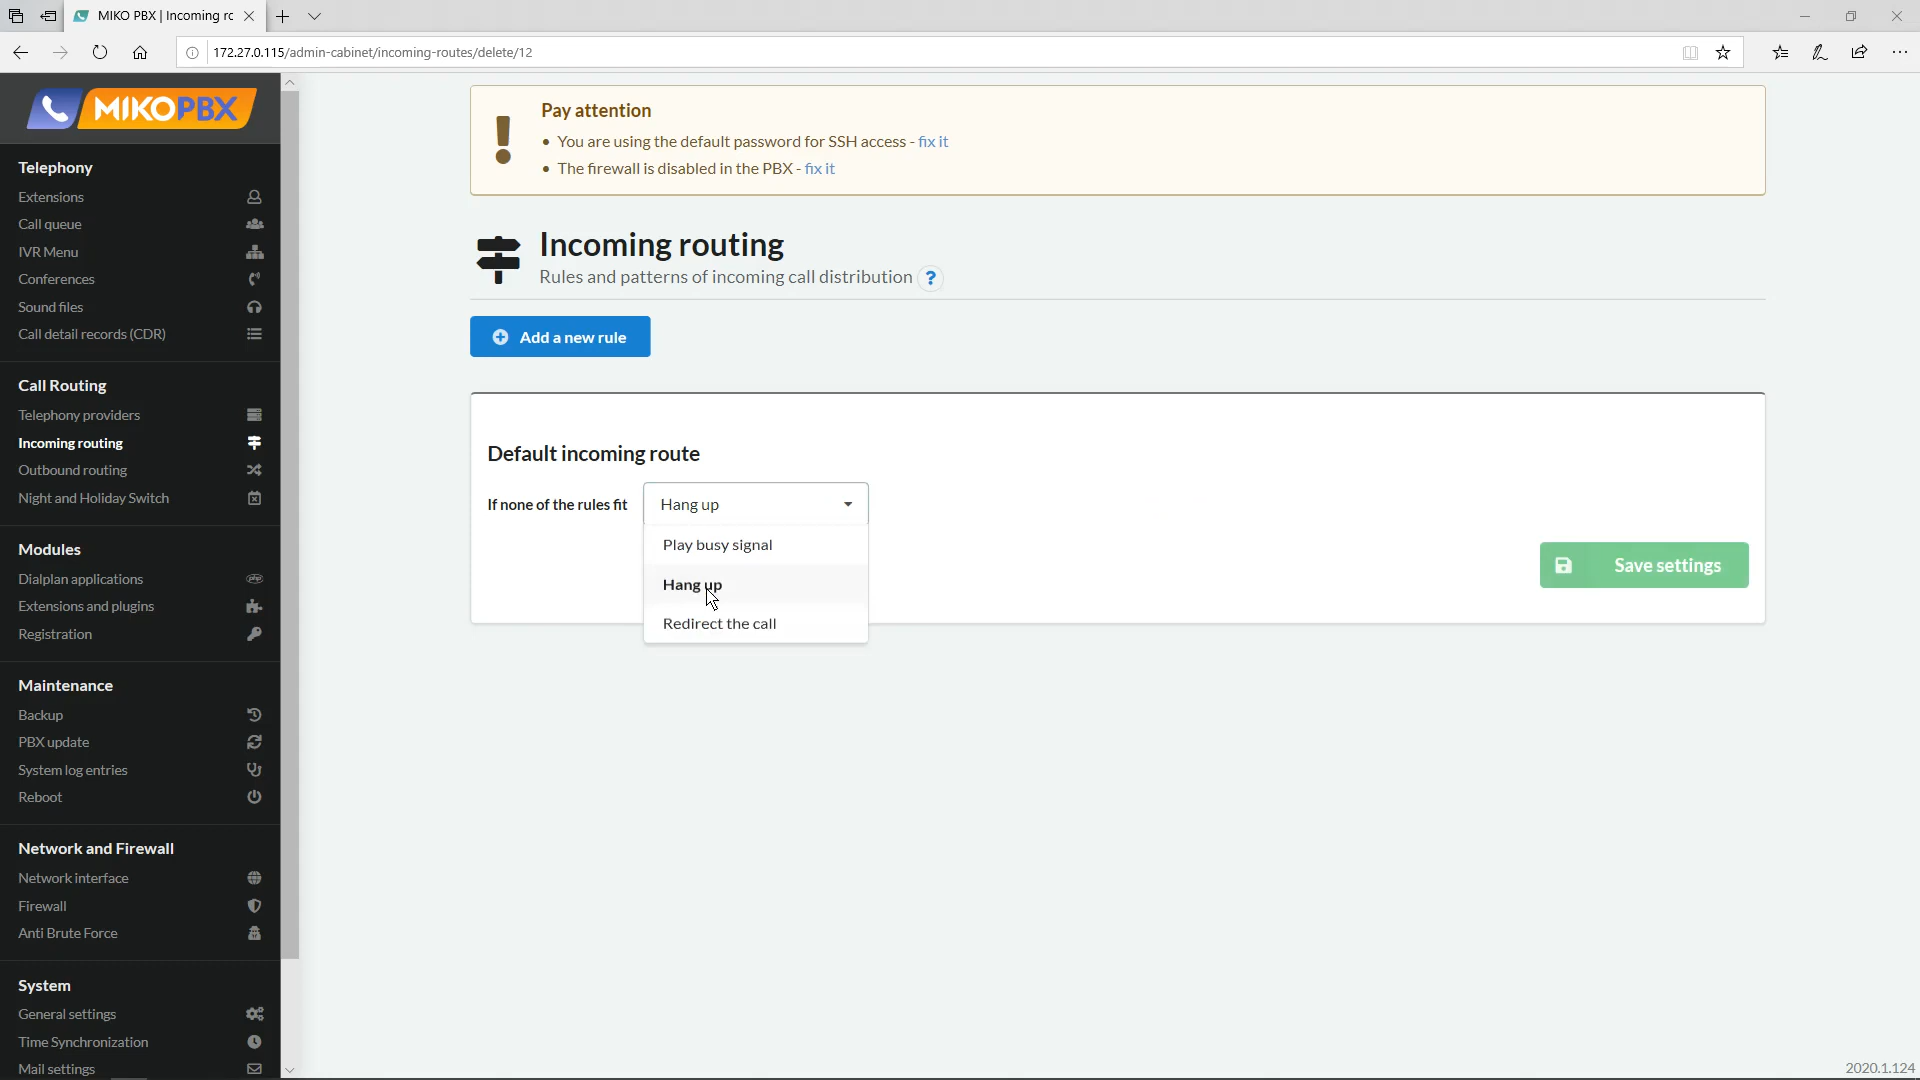 MIKO PBX | Incoming rc
172.27.0.115/admin-cabinet/incoming-routes/delete/12
MIKOPBX
Telephony
Extensions
Call queue
IVR Menu
Conferences
Sound files
Call detail records (CDR)
Call Routing
Telephony providers
Incoming routing
Outbound routing
Night and Holiday Switch
Modules
Dialplan applications
php
Extensions and plugins
Registration
Maintenance
Backup
PBX update
System log entries
Reboot
Network and Firewall
Network interface
Firewall
Anti Brute Force
System
General settings
Time Synchronization
Mail settings
Pay attention
• You are using the default password for SSH access - fix it
• The firewall is disabled in the PBX - fix it
Incoming routing
Rules and patterns of incoming call distribution ?
Add a new rule
Default incoming route
If none of the rules fit Hang up
Play busy signal
Hang up
Redirect the call
Save settings
2020.1.124